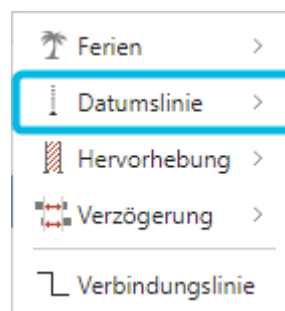 Ferien
Datumslinie
Hervorhebung
Verzögerung
Verbindungslinie